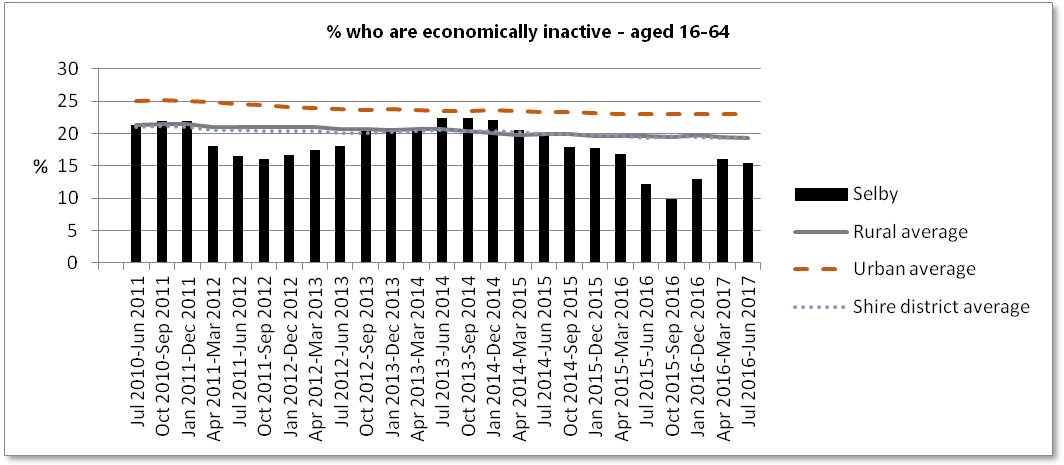 % who are economically inactive - aged 16-64
30
25
20
15
10
5
0
%
Jul 2010-Jun 2011
Oct 2010-Sep 2011
Jan 2011-Dec 2011
Apr 2011-Mar 2012
Jul 2011-Jun 2012
Oct 2011-Sep 2012
Jan 2012-Dec 2012
Apr 2012-Mar 2013
Jul 2012-Jun 2013
Oct 2012-Sep 2013
Jan 2013-Dec 2013
Apr 2013-Mar 2014
Jul 2013-Jun 2014
Oct 2013-Sep 2014
Jan 2014-Dec 2014
Apr 2014-Mar 2015
Jul 2014-Jun 2015
Oct 2014-Sep 2015
Jan 2015-Dec 2015
Apr 2015-Mar 2016
Jul 2015-Jun 2016
Oct 2015-Sep 2016
Jan 2016-Dec 2016
Apr 2016-Mar 2017
Jul 2016-Jun 2017
Selby
Rural average
Urban average
Shire district average